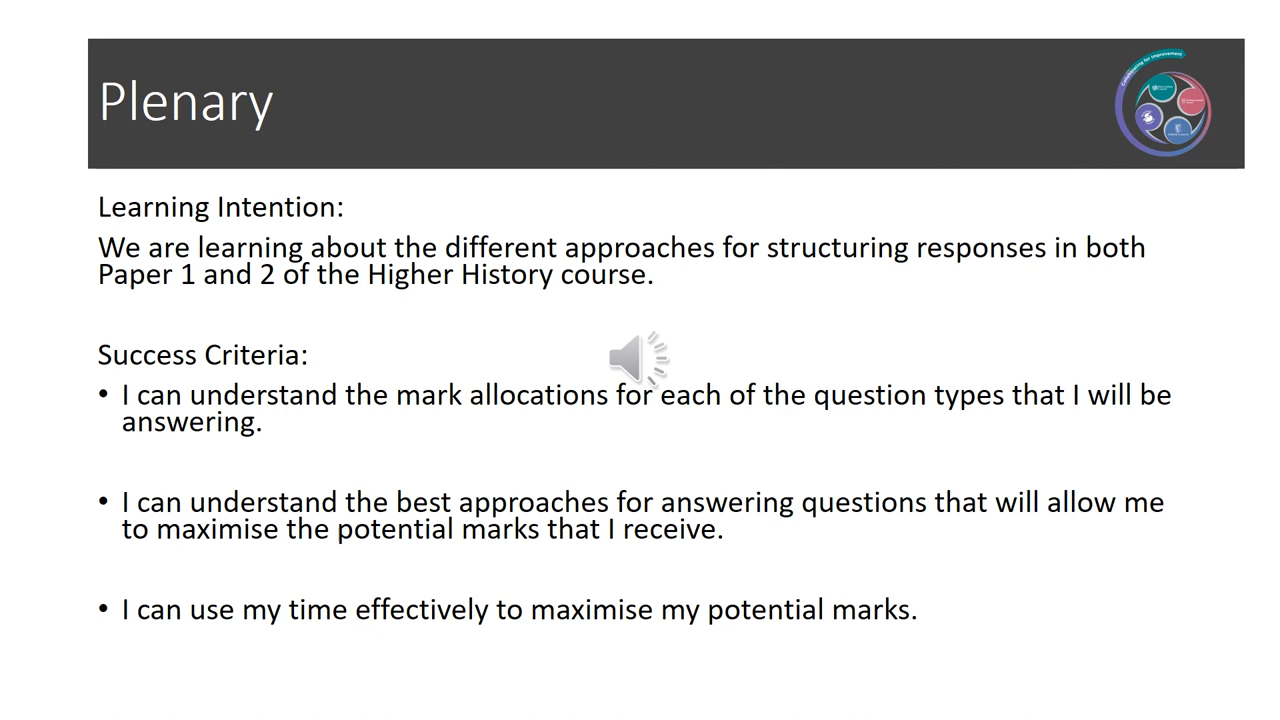 Plenary
Collaborating for Improvement
Learning Intention:
We are learning about the different approaches for structuring responses in both
Paper 1 and 2 of the Higher History course.
Success Criteria:
• I can understand the mark allocations for each of the question types that I will be
answering.
• I can understand the best approaches for answering questions that will allow me
to maximise the potential marks that I receive.
• I can use my time effectively to maximise my potential marks.